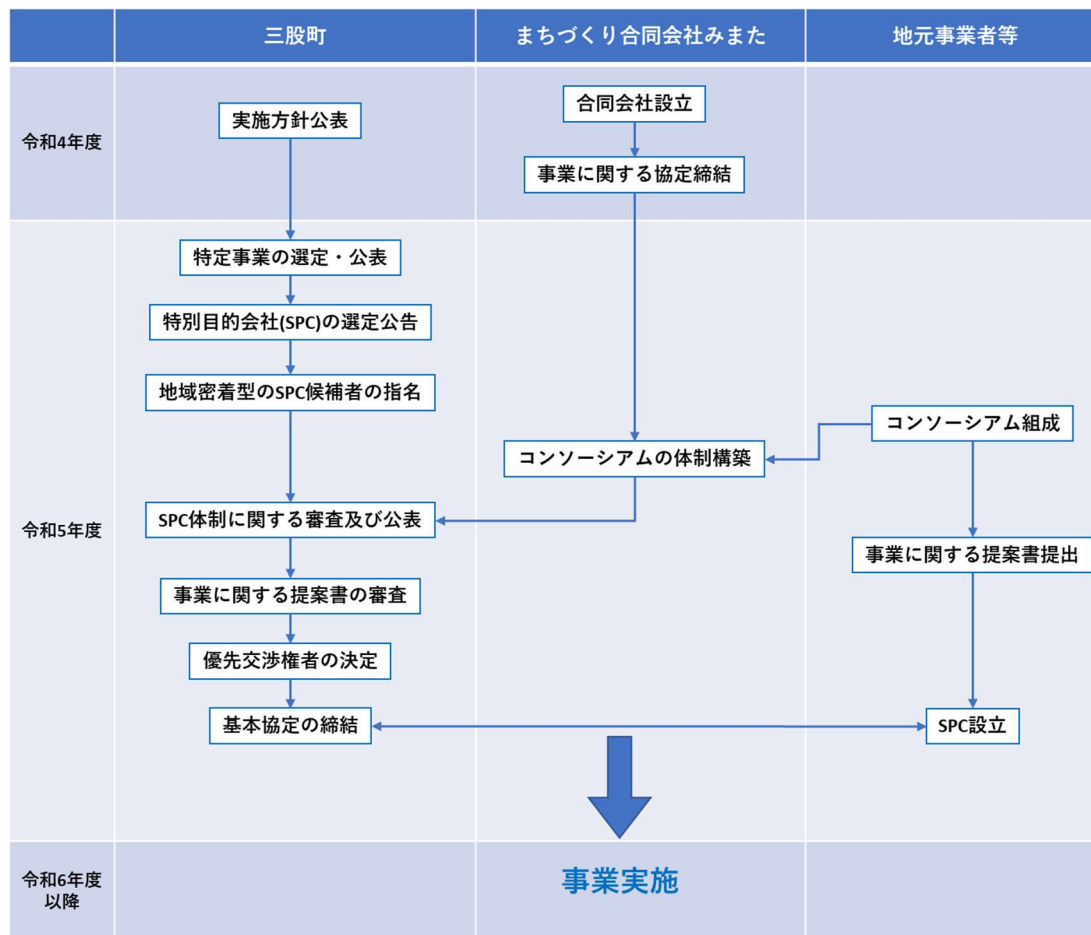 三股町
まちづくり合同会社みまた
地元事業者等
令和4年度
実施方針公表
合同会社設立
事業に関する協定締結
令和5年度
特定事業の選定・公表
特別目的会社(SPC)の選定公告
地域密着型のSPC候補者の指名
コンソーシアム組成
コンソーシアムの体制構築
SPC体制に関する審査及び公表
事業に関する提案書提出
事業に関する提案書の審査
優先交渉権者の決定
基本協定の締結
SPC設立
令和6年度
以降
事業実施